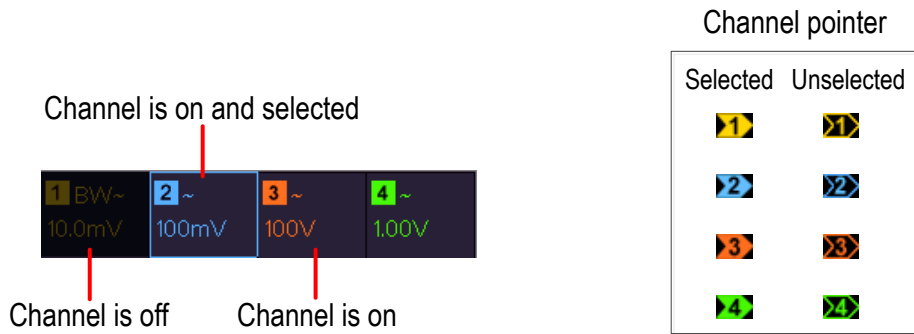 Channel pointer
Selected Unselected
Channel is on and selected
1 1
1 BW~ 2 ~ 3 ~ 4 ~
2 2
10.0mV 100mV 100V 1.00V
3 3
Channel is off Channel is on
4 4